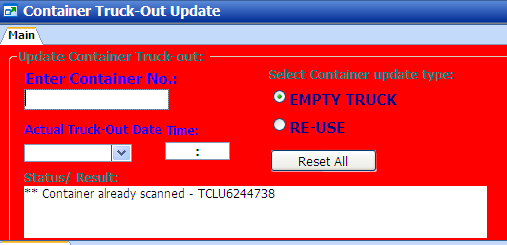 Container Truck-Out Update
Main
Update Container Truck-out:
Enter Container No.:
Select Container update type:
EMPTY TRUCK
RE-USE
Actual Truck-Out Date Time:
:
Reset All
Status/ Result:
** Container already scanned - TCLU6244738